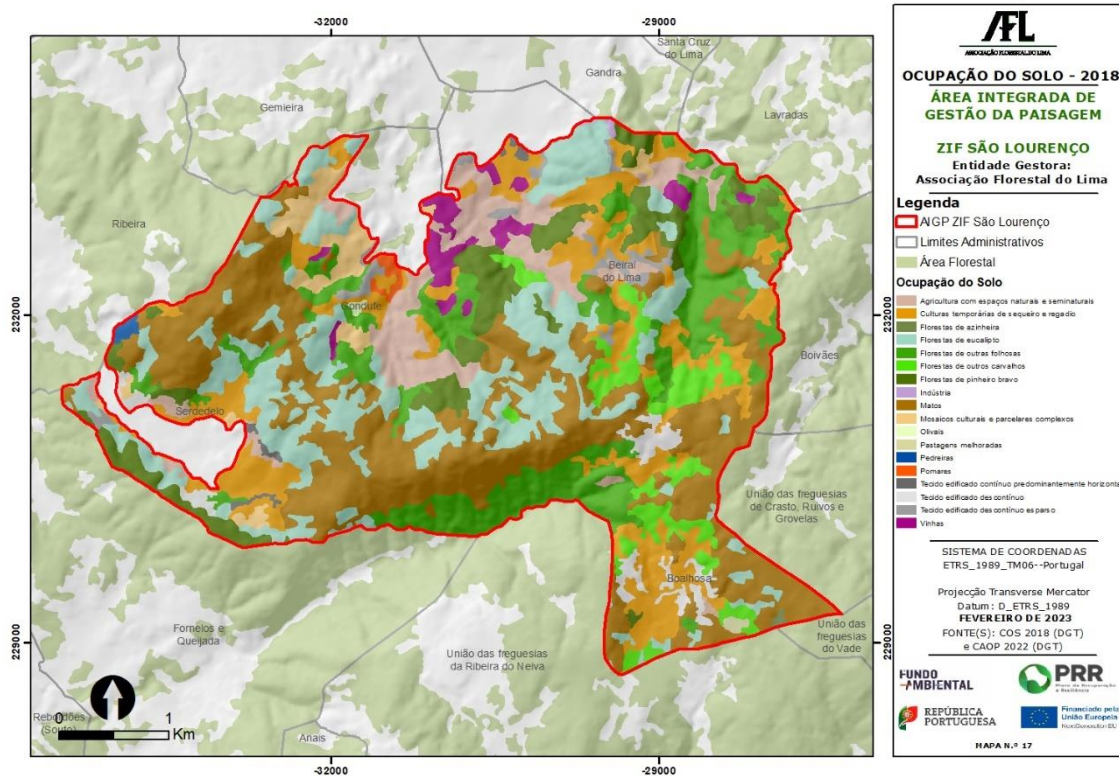 -32000
-29000
Santa Cruz
do Lima
Gandra
Gemieira
Lavradas
Ribeira
Beiral
do Lima
Gondufe
232000
232000
Boivães
Serdedelo
União das freguesias
de Crasto, Ruivos e
Grovelas
Boalhosa
Fornelos e
Queijada
União das freguesias
da Ribeira do Neiva
União das
freguesias
do Vade
229000
229000
Rebordões
(Souto)
Anais
0 1
Km
-32000
-29000
AFL
ASSOCIAÇÃO FLORESTAL DO LIMA
OCUPAÇÃO DO SOLO - 2018
ÁREA INTEGRADA DE
GESTÃO DA PAISAGEM
ZIF SÃO LOURENÇO
Entidade Gestora:
Associação Florestal do Lima
Legenda
AIGP ZIF São Lourenço
Limites Administrativos
Área Florestal
Ocupação do Solo
Agricultura com espaços naturais e seminaturais
Culturas temporárias de sequeiro e regadio
Florestas de azinheira
Florestas de eucalipto
Florestas de outras folhosas
Florestas de outros carvalhos
Florestas de pinheiro bravo
Indústria
Matos
Mosaicos culturais e parcelares complexos
Olivais
Pastagens melhoradas
Pedreiras
Pomares
Tecido edificado contínuo predominantemente horizonta
Tecido edificado descontínuo
Tecido edificado descontínuo esparso
Vinhas
SISTEMA DE COORDENADAS
ETRS_1989_TM06--Portugal
Projecção Transverse Mercator
Datum: D_ETRS_1989
FEVEREIRO DE 2023
FONTE(S): COS 2018 (DGT)
e CAOP 2022 (DGT)
FUNDO
AMBIENTAL
PRR
Plano de Recuperação
e Resiliência
REPÚBLICA
PORTUGUESA
Financiado pela
União Europeia
NextGenerationEU
MAPA N.º 17